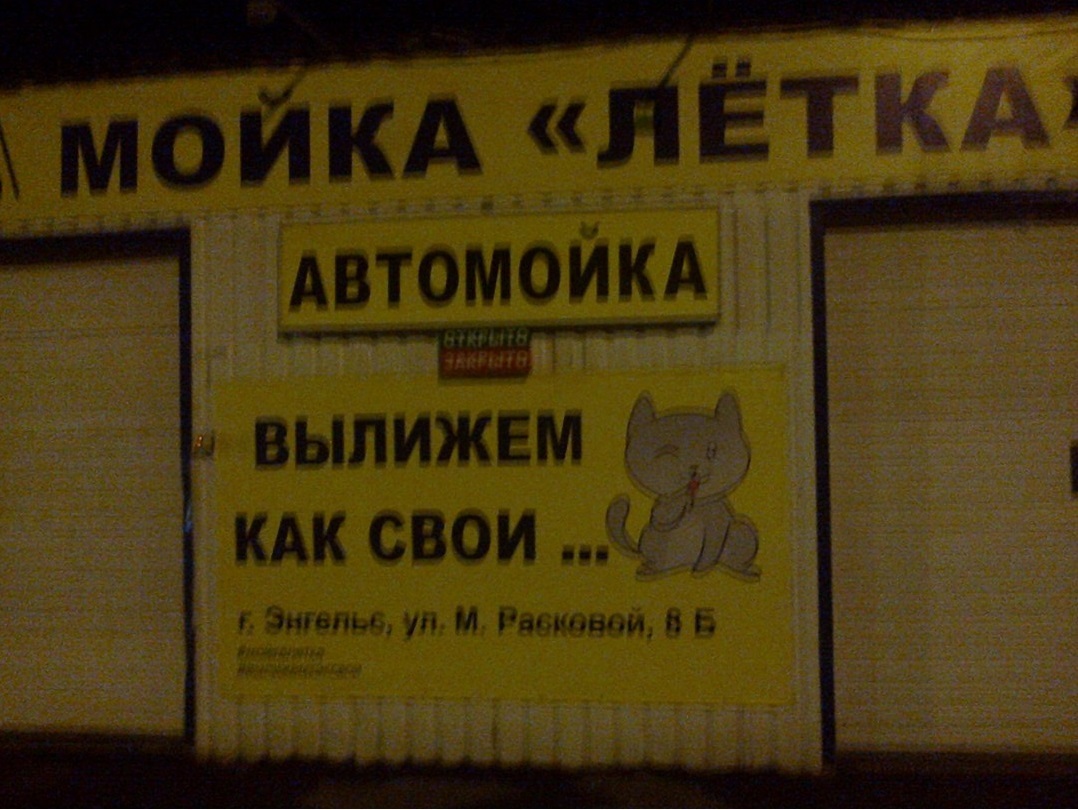 МОЙКА «ЛЁТКА»
АВТОМОЙКА
ОТКРЫТО
ЗАКРЫТО
ВЫЛИЖЕМ
КАК СВОИ ...
г. Энгельс, ул. М. Расковой, 8 Б